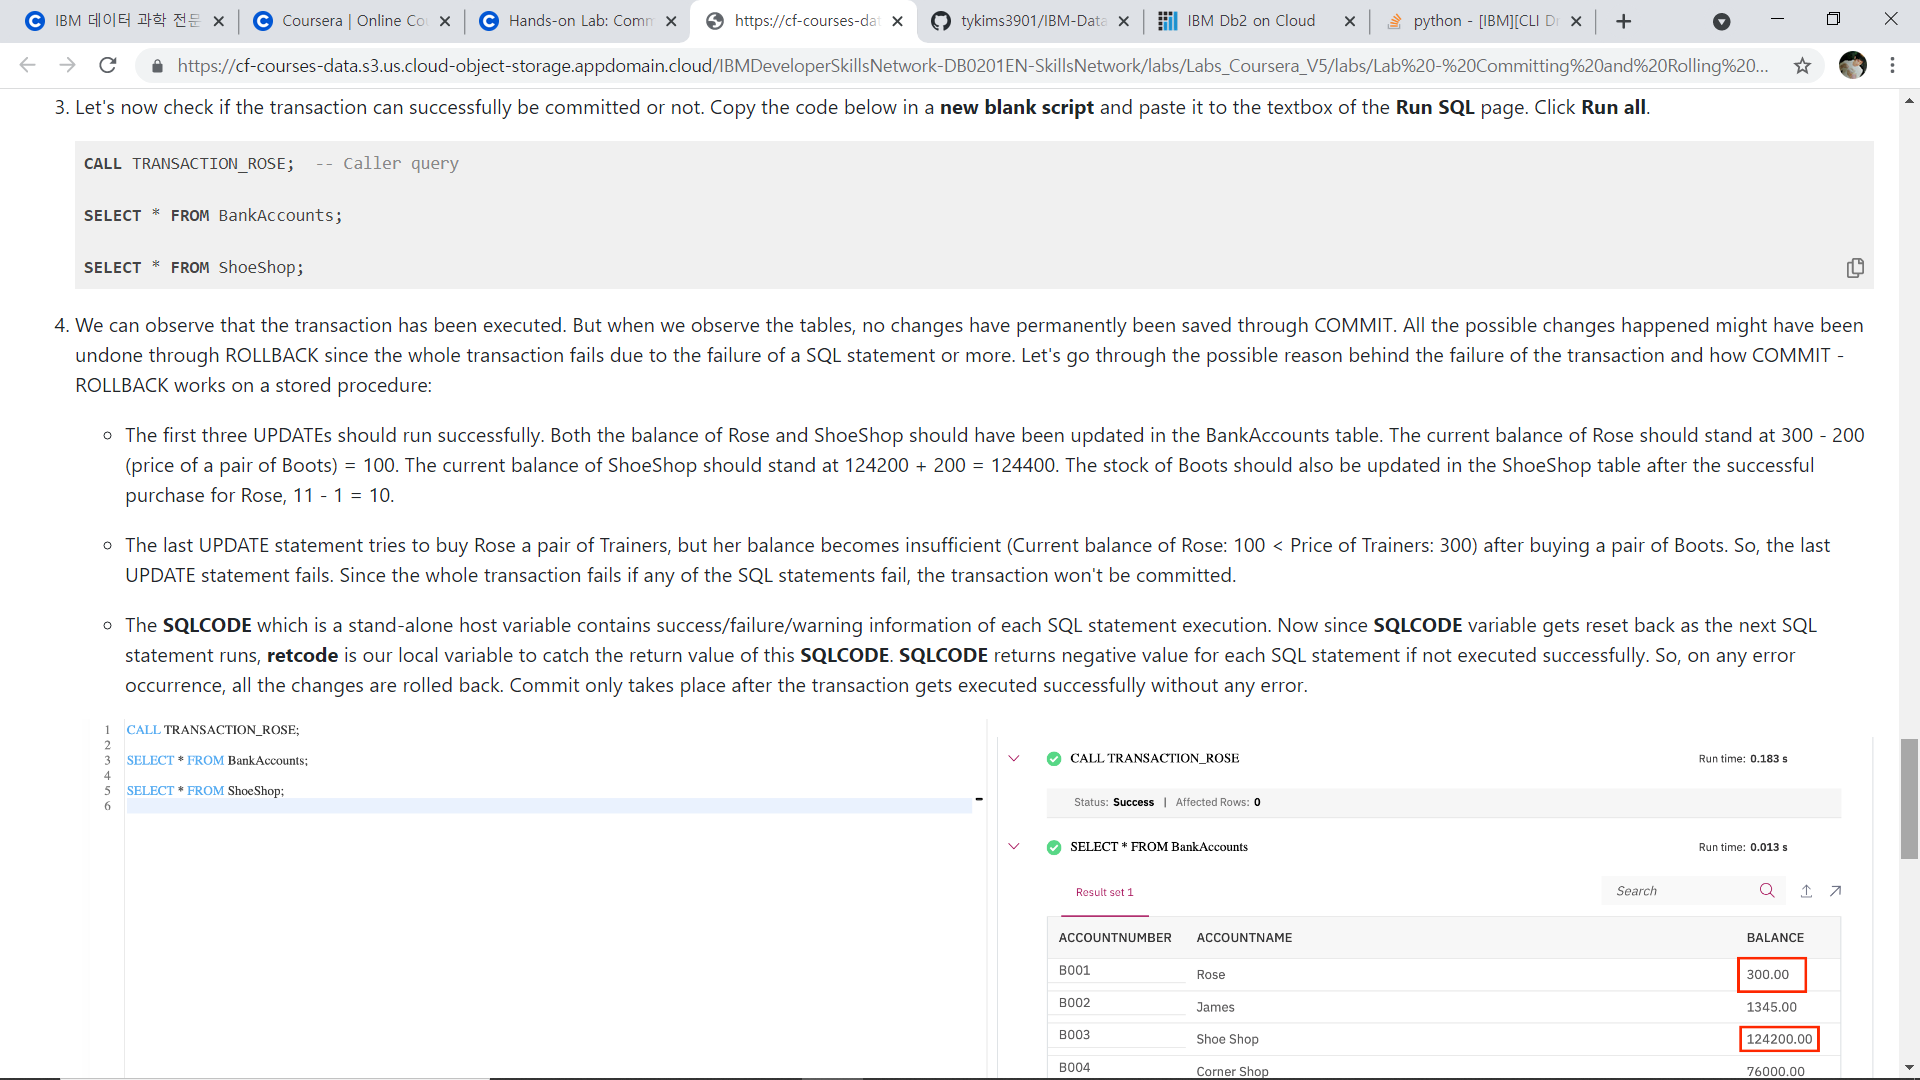 IBM 데이터 과학 전문
Coursera | Online Co
Hands-on Lab: Comm
https://cf-courses-dat
tykims3901/IBM-Data
IBM Db2 on Cloud
python - [IBM][CLI Dr
https://cf-courses-data.s3.us.cloud-object-storage.appdomain.cloud/IBMDeveloperSkillsNetwork-DB0201EN-SkillsNetwork/labs/Labs_Coursera_V5/labs/Lab%20-%20Committing%20and%20Rolling%20...
3. Let's now check if the transaction can successfully be committed or not. Copy the code below in a new blank script and paste it to the textbox of the Run SQL page. Click Run all.
CALL TRANSACTION_ROSE;  -- Caller query
SELECT * FROM BankAccounts;
SELECT * FROM ShoeShop;
4. We can observe that the transaction has been executed. But when we observe the tables, no changes have permanently been saved through COMMIT. All the possible changes happened might have been
undone through ROLLBACK since the whole transaction fails due to the failure of a SQL statement or more. Let's go through the possible reason behind the failure of the transaction and how COMMIT -
ROLLBACK works on a stored procedure:
The first three UPDATEs should run successfully. Both the balance of Rose and ShoeShop should have been updated in the BankAccounts table. The current balance of Rose should stand at 300 - 200
(price of a pair of Boots) = 100. The current balance of ShoeShop should stand at 124200 + 200 = 124400. The stock of Boots should also be updated in the ShoeShop table after the successful
purchase for Rose, 11 - 1 = 10.
The last UPDATE statement tries to buy Rose a pair of Trainers, but her balance becomes insufficient (Current balance of Rose: 100 < Price of Trainers: 300) after buying a pair of Boots. So, the last
UPDATE statement fails. Since the whole transaction fails if any of the SQL statements fail, the transaction won't be committed.
The SQLCODE which is a stand-alone host variable contains success/failure/warning information of each SQL statement execution. Now since SQLCODE variable gets reset back as the next SQL
statement runs, retcode is our local variable to catch the return value of this SQLCODE. SQLCODE returns negative value for each SQL statement if not executed successfully. So, on any error
occurrence, all the changes are rolled back. Commit only takes place after the transaction gets executed successfully without any error.
1 CALL TRANSACTION_ROSE;
2
3 SELECT * FROM BankAccounts;
4
5 SELECT * FROM ShoeShop;
6
CALL TRANSACTION_ROSE Run time: 0.183 s
Status: Success | Affected Rows: 0
SELECT * FROM BankAccounts Run time: 0.013 s
Result set 1 Search
ACCOUNTNUMBER ACCOUNTNAME BALANCE
B001 Rose 300.00
B002 James 1345.00
B003 Shoe Shop 124200.00
B004 Corner Shop 76000.00